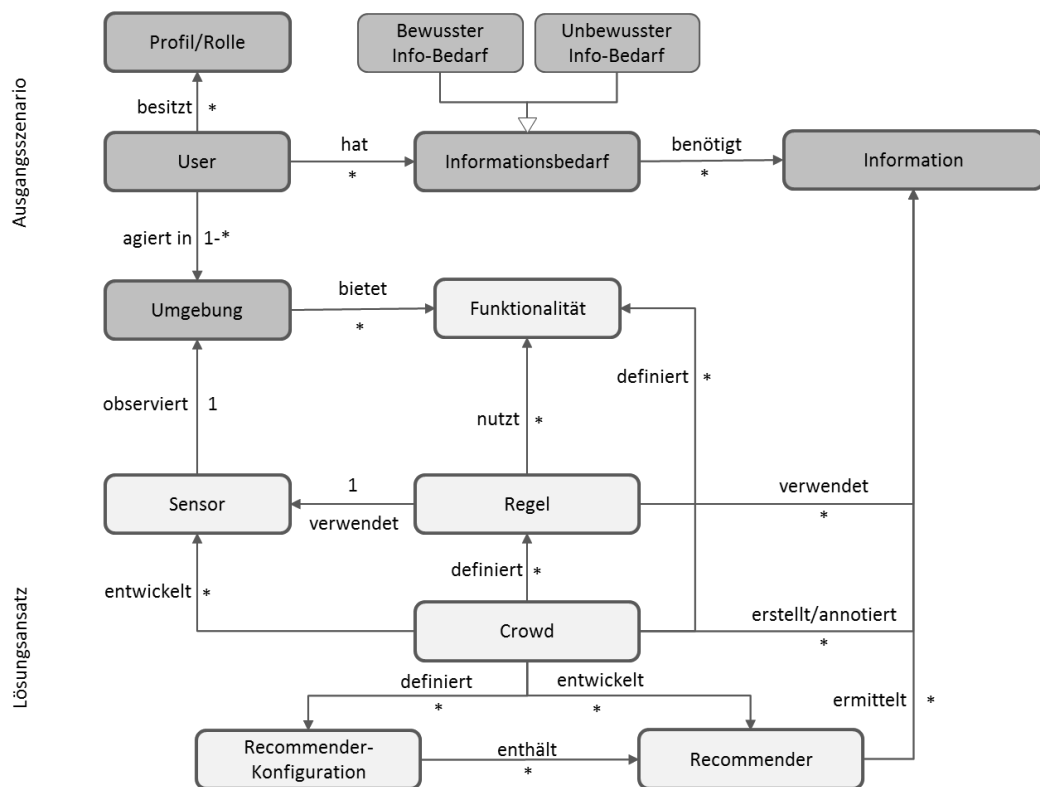 Ausgangsszenario
Profil/Rolle
Bewusster
Info-Bedarf
Unbewusster
Info-Bedarf
besitzt *
User
hat
*
Informationsbedarf
benötigt
*
Information
agiert in 1-*
Umgebung
bietet
*
Funktionalität
observiert 1
nutzt *
definiert *
Sensor
1
verwendet
Regel
verwendet
*
Lösungsansatz
entwickelt *
definiert *
Crowd
erstellt/annotiert
*
definiert
*
entwickelt
*
ermittelt *
Recommender-
Konfiguration
enthält
*
Recommender